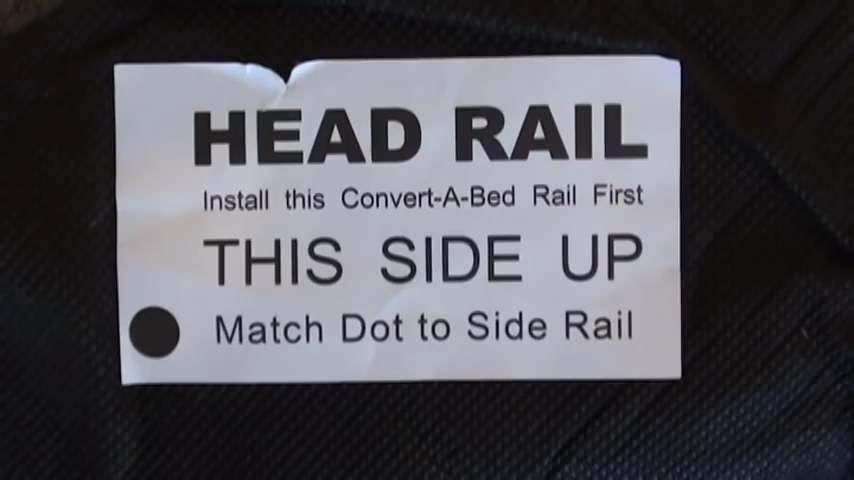 HEAD RAIL
Install this Convert-A-Bed Rail First
THIS SIDE UP
Match Dot to Side Rail